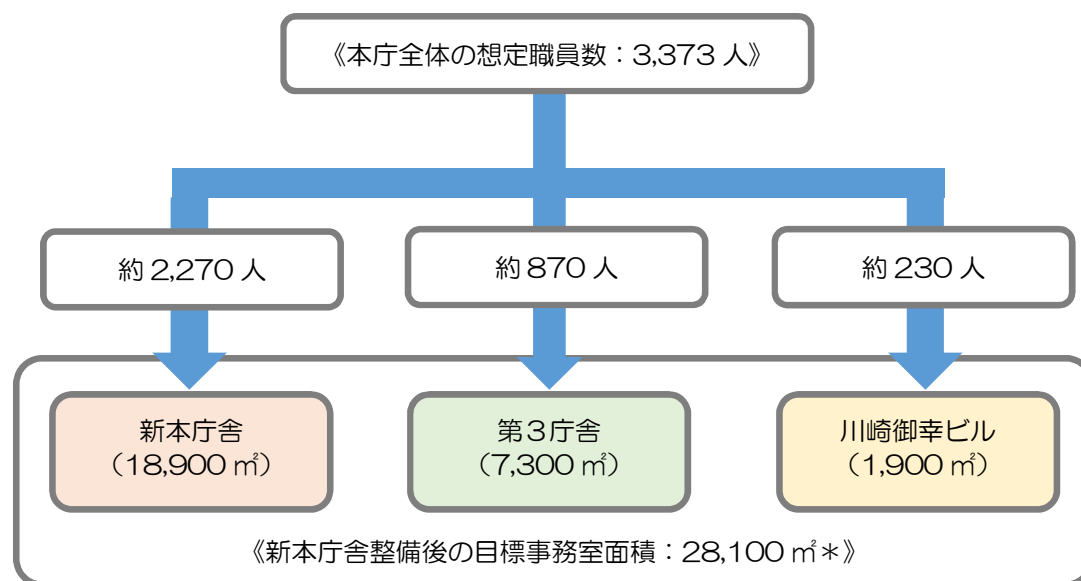 《本庁全体の想定職員数：3,373 人》
約 2,270 人
約 870 人
約 230 人
新本庁舎
（18,900 ㎡）
第３庁舎
（7,300 ㎡）
川崎御幸ビル
（1,900 ㎡）
《新本庁舎整備後の目標事務室面積：28,100 ㎡＊》